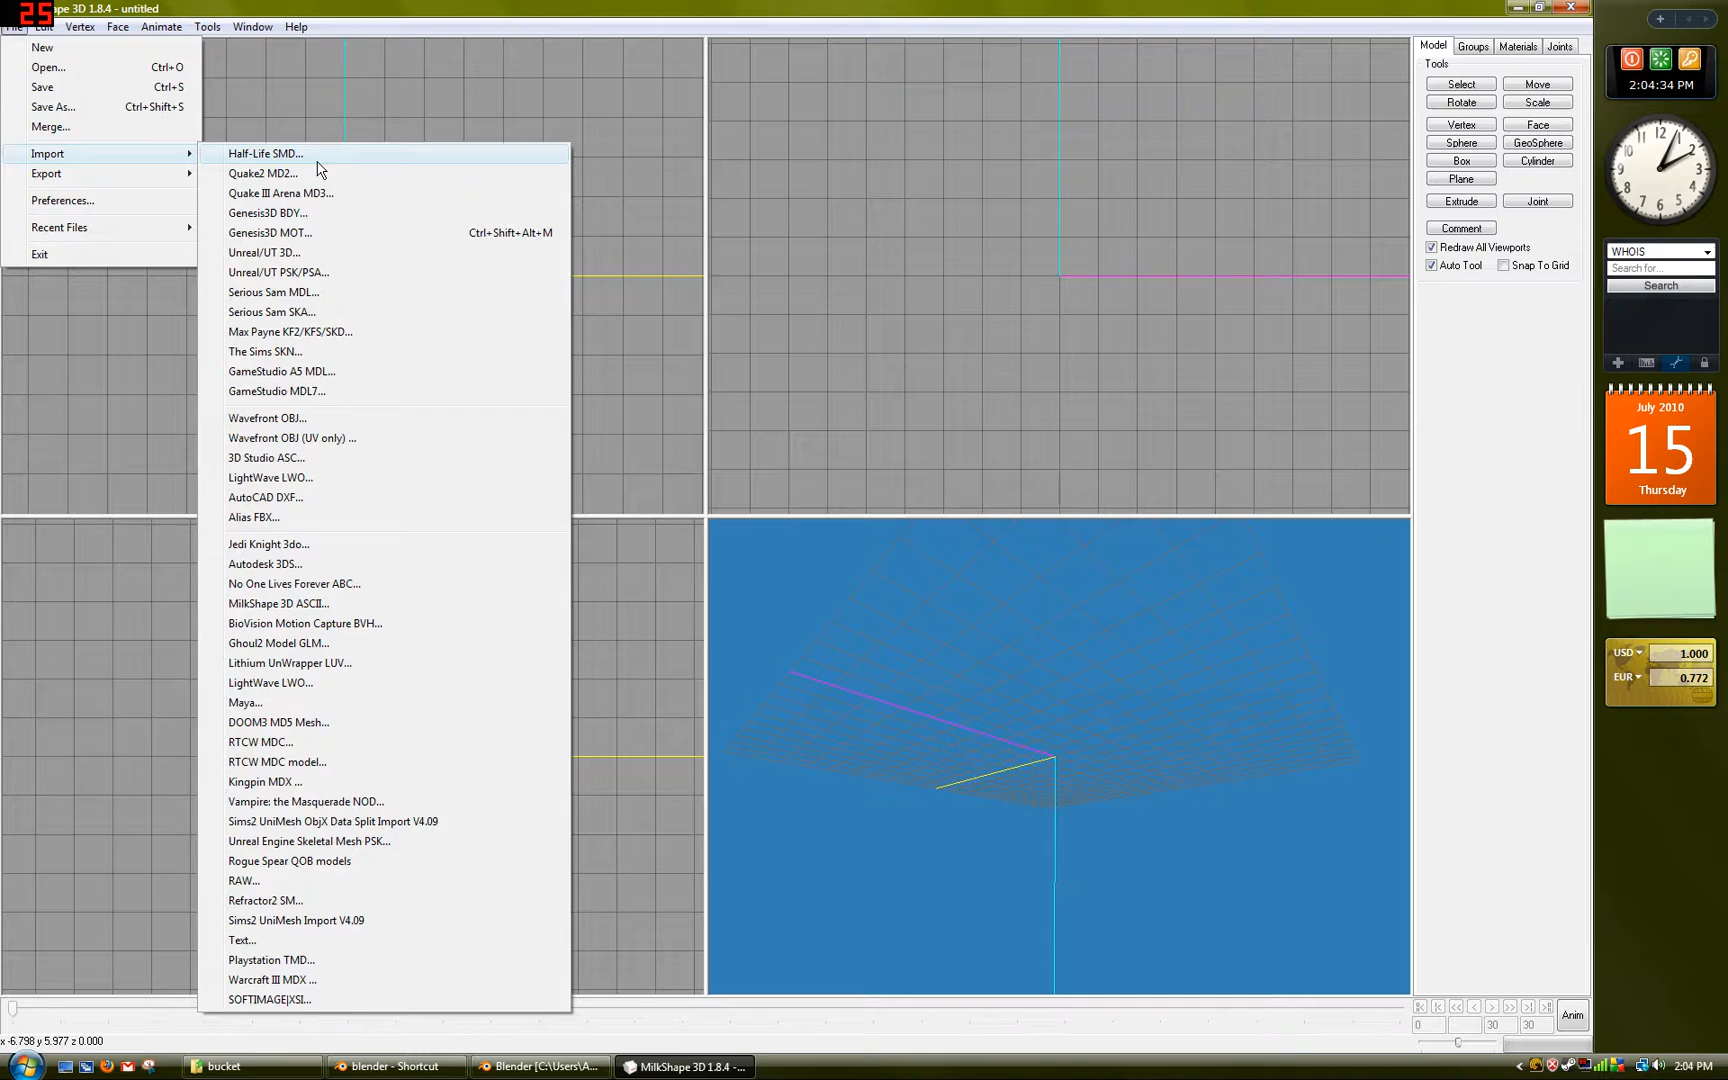 25
ape 3D 1.8.4 - untitled
File Edit Vertex Face Animate Tools Window Help
New
Open... Ctrl+O
Save Ctrl+S
Save As... Ctrl+Shift+S
Merge...
Import
Export
Preferences...
Recent Files
Exit
Half-Life SMD...
Quake2 MD2...
Quake III Arena MD3...
Genesis3D BDY...
Genesis3D MOT... Ctrl+Shift+Alt+M
Unreal/UT 3D...
Unreal/UT PSK/PSA...
Serious Sam MDL...
Serious Sam SKA...
Max Payne KF2/KFS/SKD...
The Sims SKN...
GameStudio A5 MDL...
GameStudio MDL7...
Wavefront OBJ...
Wavefront OBJ (UV only) ...
3D Studio ASC...
LightWave LWO...
AutoCAD DXF...
Alias FBX...
Jedi Knight 3do...
Autodesk 3DS...
No One Lives Forever ABC...
MilkShape 3D ASCII...
BioVision Motion Capture BVH...
Ghoul2 Model GLM...
Lithium UnWrapper LUV...
LightWave LWO...
Maya...
DOOM3 MD5 Mesh...
RTCW MDC...
RTCW MDC model...
Kingpin MDX ...
Vampire: the Masquerade NOD...
Sims2 UniMesh ObjX Data Split Import V4.09
Unreal Engine Skeletal Mesh PSK...
Rogue Spear QOB models
RAW...
Refractor2 SM...
Sims2 UniMesh Import V4.09
Text...
Playstation TMD...
Warcraft III MDX ...
SOFTIMAGE|XSI...
Model Groups Materials Joints
Tools
Select Move
Rotate Scale
Vertex Face
Sphere GeoSphere
Box Cylinder
Plane
Extrude Joint
Comment
Redraw All Viewports
Auto Tool Snap To Grid
0 30 30
Anim
x -6.798 y 5.977 z 0.000
2:04:34 PM
12
WHOIS
Search for...
Search
July 2010
15
Thursday
USD 1.000
EUR 0.772
bucket
blender - Shortcut
Blender [C:\Users\A...
MilkShape 3D 1.8.4 -...
2:04 PM